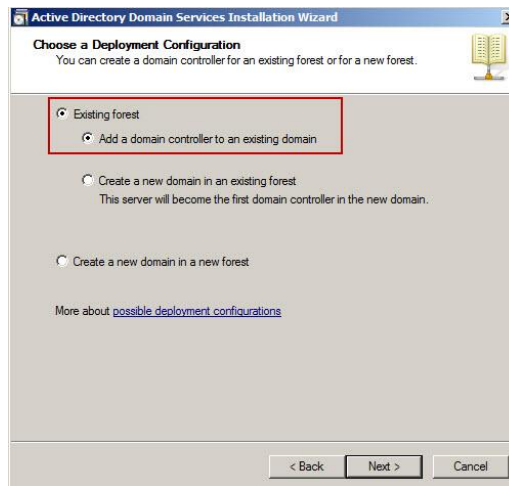 Active Directory Domain Services Installation Wizard
Choose a Deployment Configuration
You can create a domain controller for an existing forest or for a new forest.
Existing forest
Add a domain controller to an existing domain
Create a new domain in an existing forest
This server will become the first domain controller in the new domain.
Create a new domain in a new forest
More about possible deployment configurations
< Back Next > Cancel